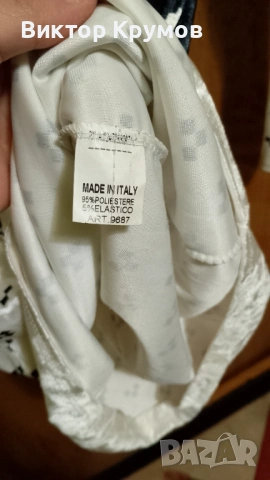 Виктор Крумов
MADE IN ITALY
95%POLIESTERE
5%ELASTICO
ART.9687
BAZAR